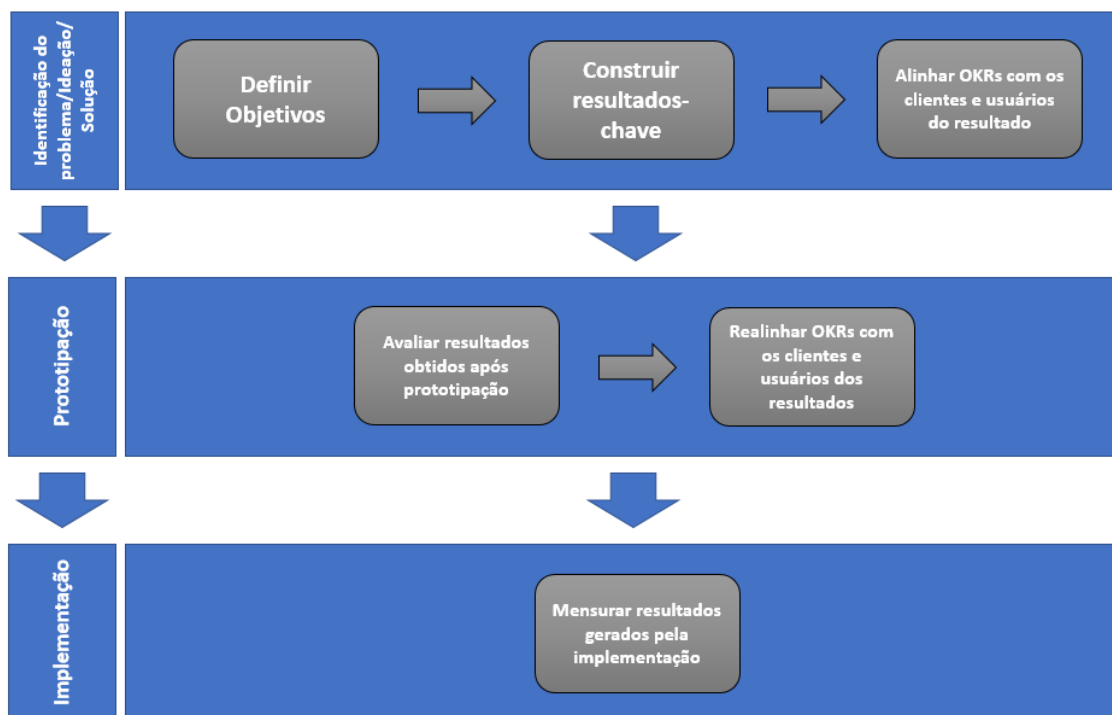 Identificação do
problema/Ideação/
Solução
Definir
Objetivos
Construir
resultados-
chave
Alinhar OKRs com os
clientes e usuários
do resultado
Prototipação
Avaliar resultados
obtidos após
prototipação
Realinhar OKRs com
os clientes e
usuários dos
resultados
Implementação
Mensurar resultados
gerados pela
implementação